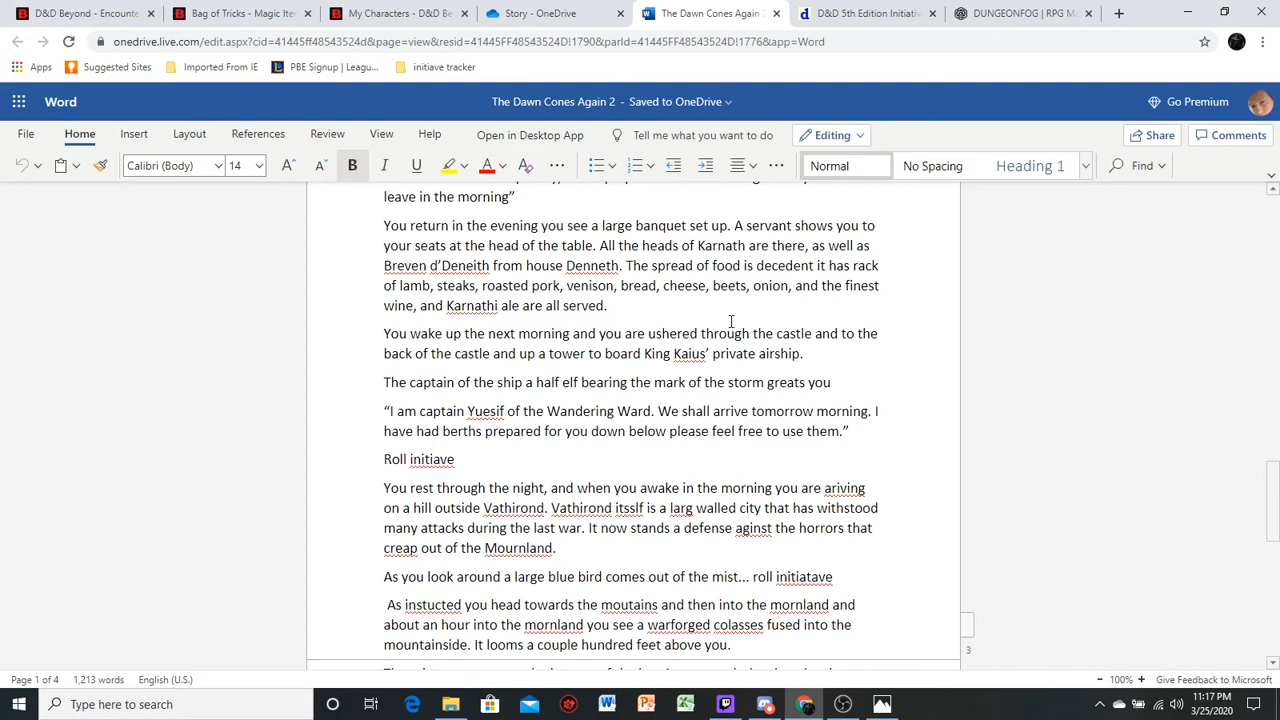 D&D Beyond - Encounte
Bag of Tricks - Magic Ite
My Characters - D&D Be
Story - OneDrive
The Dawn Cones Again 2
D&D 5th Edition Initiativ
DUNGEONFOG | RPG M
onedrive.live.com/edit.aspx?cid=41445ff48543524d&page=view&resid=41445FF48543524D!1790&parId=41445FF48543524D!1776&app=Word
Apps Suggested Sites Imported From IE PBE Signup | Leagu... initiave tracker
Word The Dawn Cones Again 2 - Saved to OneDrive Go Premium
File Home Insert Layout References Review View Help Open in Desktop App Tell me what you want to do Editing Share Comments
Calibri (Body) 14 B I U A Normal No Spacing Heading 1 Find
leave in the morning”
You return in the evening you see a large banquet set up. A servant shows you to
your seats at the head of the table. All the heads of Karnath are there, as well as
Breven d’Deneith from house Denneth. The spread of food is decedent it has rack
of lamb, steaks, roasted pork, venison, bread, cheese, beets, onion, and the finest
wine, and Karnathi ale are all served.
You wake up the next morning and you are ushered through the castle and to the
back of the castle and up a tower to board King Kaius’ private airship.
The captain of the ship a half elf bearing the mark of the storm greats you
“I am captain Yuesif of the Wandering Ward. We shall arrive tomorrow morning. I
have had berths prepared for you down below please feel free to use them.”
Roll initiave
You rest through the night, and when you awake in the morning you are ariving
on a hill outside Vathirond. Vathirond itsslf is a larg walled city that has withstood
many attacks during the last war. It now stands a defense aginst the horrors that
creap out of the Mournland.
As you look around a large blue bird comes out of the mist... roll initiatave
As instucted you head towards the moutains and then into the mornland and
about an hour into the mornland you see a warforged colasses fused into the
mountainside. It looms a couple hundred feet above you.
3
Page 1 of 4 1,213 words English (U.S.) 100% Give Feedback to Microsoft
Type here to search
11:17 PM
3/25/2020